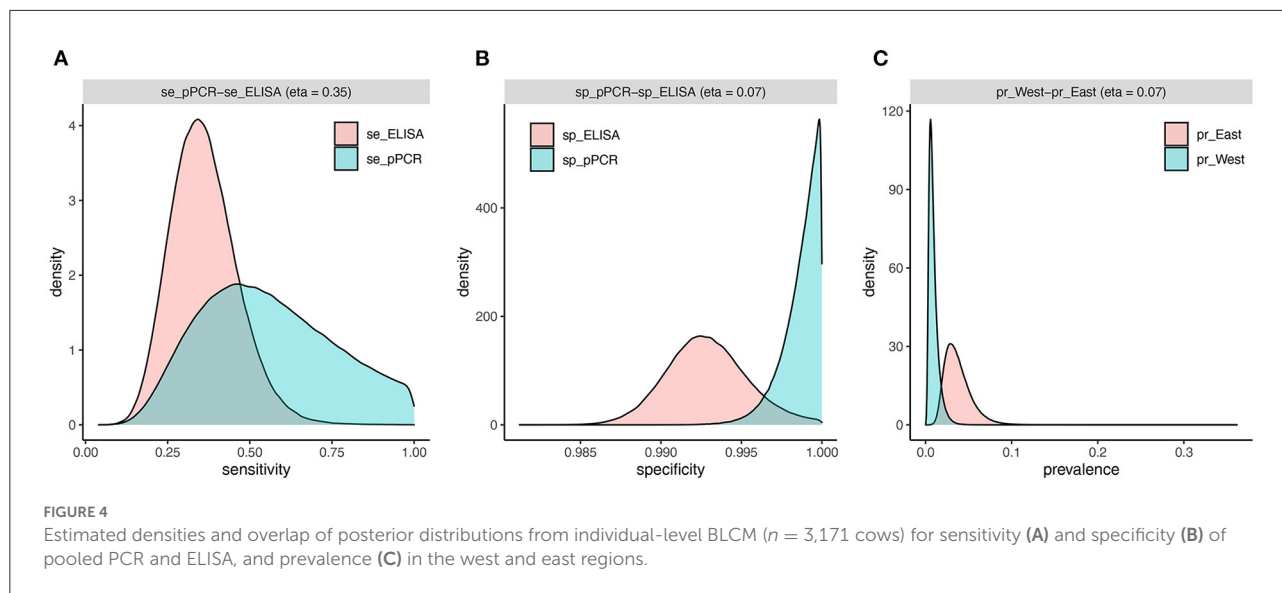 A
B
C
se_pPCR–se_ELISA (eta = 0.35)
sp_pPCR–sp_ELISA (eta = 0.07)
pr_West–pr_East (eta = 0.07)
4
3
2
1
0
density
0.00
0.25
0.50
0.75
1.00
sensitivity
se_ELISA
se_pPCR
400
200
0
density
0.985
0.990
0.995
1.000
specificity
sp_ELISA
sp_pPCR
120
90
60
30
0
density
0.0
0.1
0.2
0.3
prevalence
pr_East
pr_West
FIGURE 4
Estimated densities and overlap of posterior distributions from individual-level BLCM (n = 3,171 cows) for sensitivity (A) and specificity (B) of
pooled PCR and ELISA, and prevalence (C) in the west and east regions.